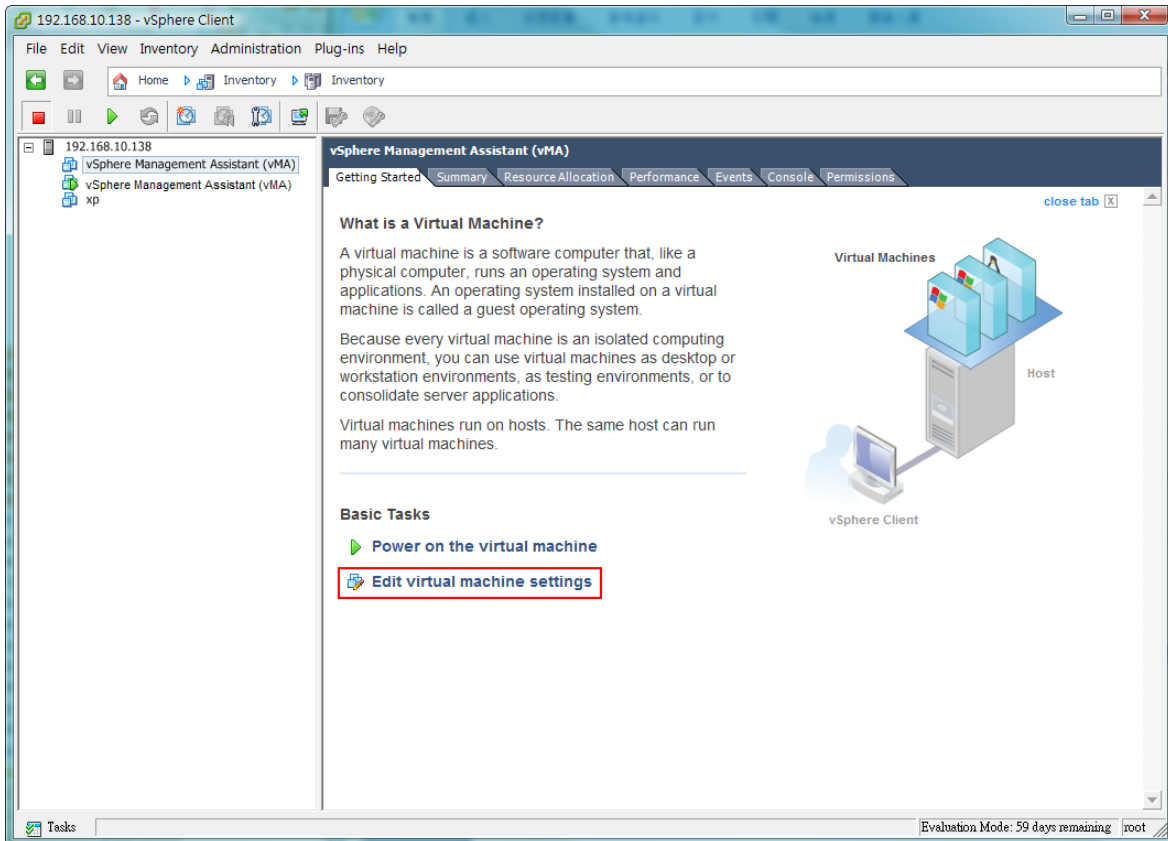 192.168.10.138 - vSphere Client
File Edit View Inventory Administration Plug-ins Help
Home Inventory Inventory
192.168.10.138
vSphere Management Assistant (vMA)
vSphere Management Assistant (vMA)
xp
vSphere Management Assistant (vMA)
Getting Started Summary Resource Allocation Performance Events Console Permissions
close tab X
What is a Virtual Machine?
A virtual machine is a software computer that, like a
physical computer, runs an operating system and
applications. An operating system installed on a virtual
machine is called a guest operating system.
Because every virtual machine is an isolated computing
environment, you can use virtual machines as desktop or
workstation environments, as testing environments, or to
consolidate server applications.
Virtual machines run on hosts. The same host can run
many virtual machines.
Virtual Machines
Host
vSphere Client
Basic Tasks
Power on the virtual machine
Edit virtual machine settings
Tasks
Evaluation Mode: 59 days remaining root